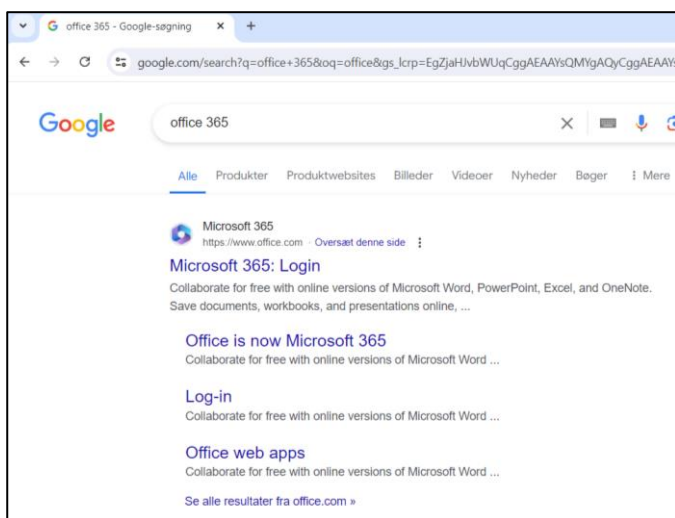 office 365 - Google-søgning
google.com/search?q=office+365&oq=office&gs_lcrp=EgZjaHJvbWUqCggAEAAYsQMYgAQyCggAEAAYs
Google
office 365
Alle Produkter Produktwebsites Billeder Videoer Nyheder Bøger Mere
Microsoft 365
https://www.office.com · Oversæt denne side
Microsoft 365: Login
Collaborate for free with online versions of Microsoft Word, PowerPoint, Excel, and OneNote.
Save documents, workbooks, and presentations online, ...
Office is now Microsoft 365
Collaborate for free with online versions of Microsoft Word ...
Log-in
Collaborate for free with online versions of Microsoft Word ...
Office web apps
Collaborate for free with online versions of Microsoft Word ...
Se alle resultater fra office.com »